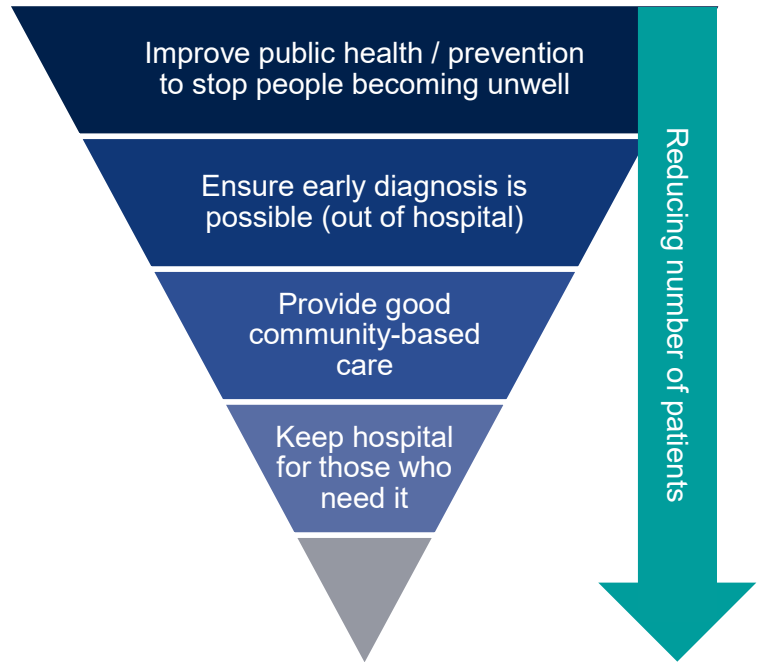 Improve public health / prevention
to stop people becoming unwell
Ensure early diagnosis is
possible (out of hospital)
Provide good
community-based
care
Keep hospital
for those who
need it
Reducing number of patients